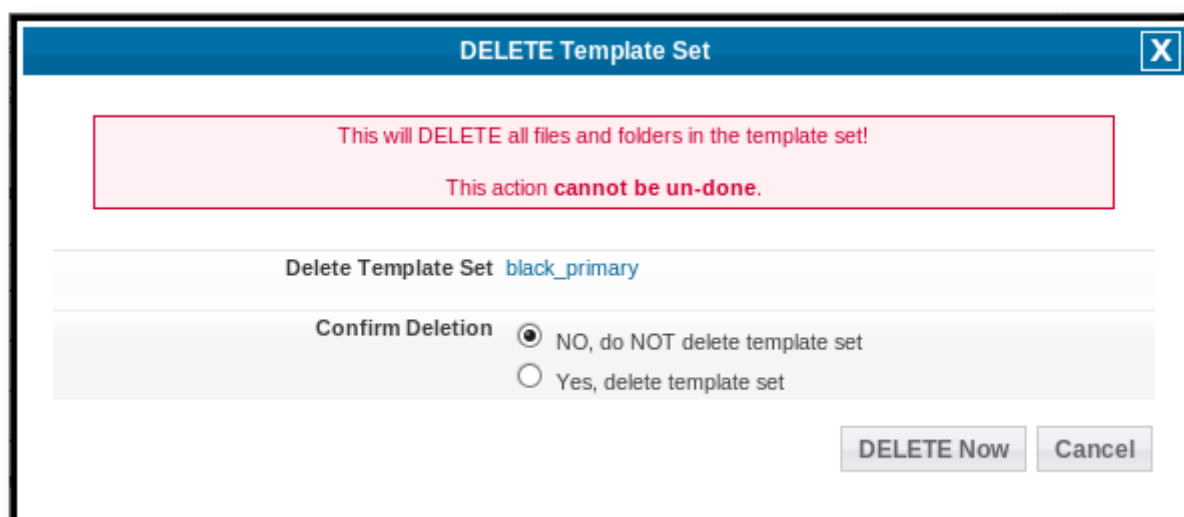 DELETE Template Set
X
This will DELETE all files and folders in the template set!
This action cannot be un-done.
Delete Template Set black_primary
Confirm Deletion NO, do NOT delete template set
Yes, delete template set
DELETE Now Cancel